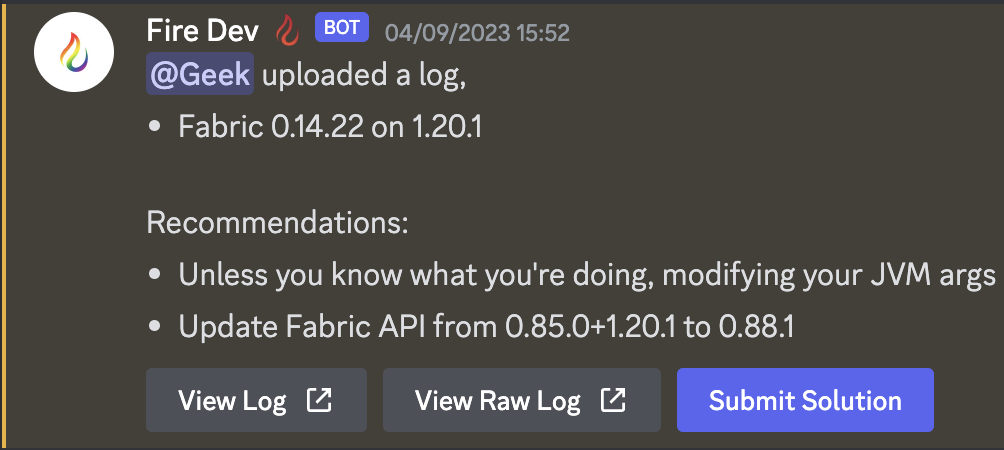 Fire Dev BOT 04/09/2023 15:52
@Geek uploaded a log,
• Fabric 0.14.22 on 1.20.1
Recommendations:
• Unless you know what you're doing, modifying your JVM args
• Update Fabric API from 0.85.0+1.20.1 to 0.88.1
View Log View Raw Log Submit Solution